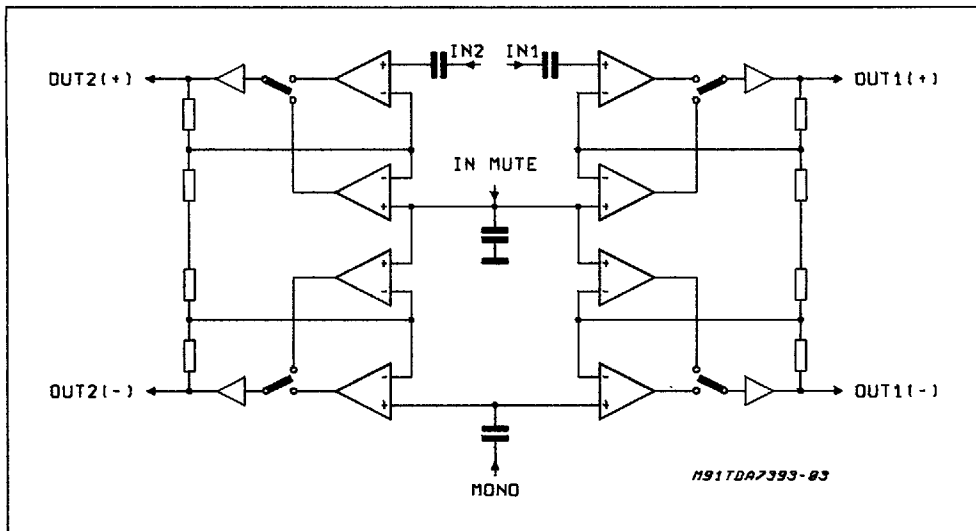 IN2 IN1
OUT2(+) OUT1(+)
+ +
- -
IN MUTE
- -
+ +
+ +
- -
- -
OUT2(-) OUT1(-)
+ +
MONO
M91TDA7393-03